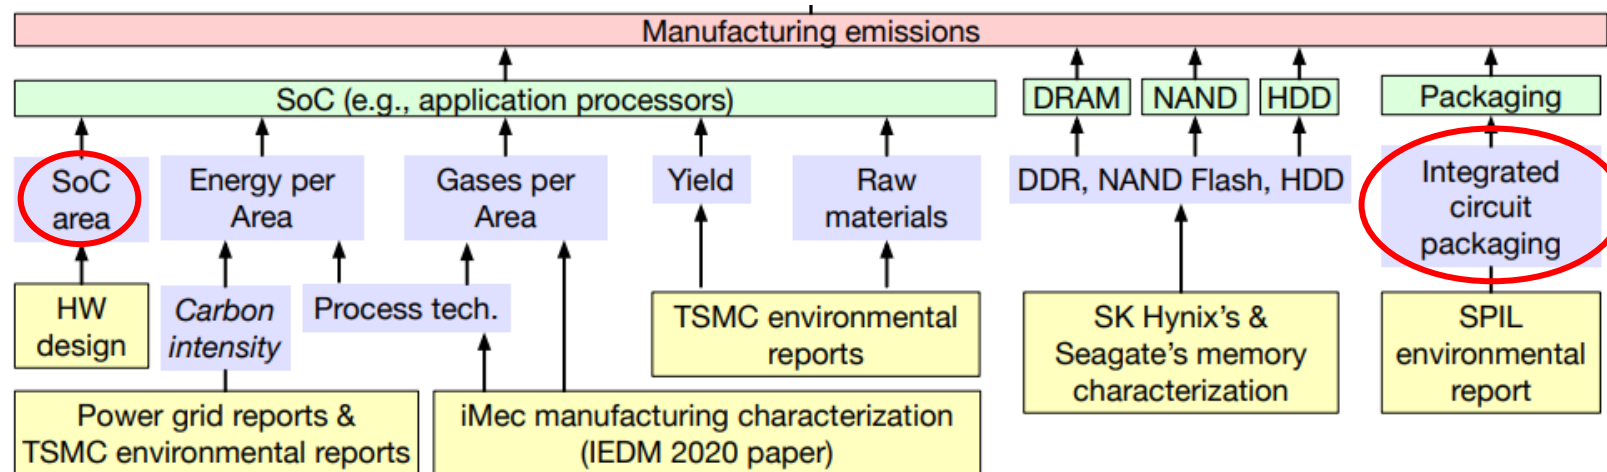 Manufacturing emissions
SoC (e.g., application processors)
DRAM
NAND
HDD
Packaging
SoC
area
Energy per
Area
Gases per
Area
Yield
Raw
materials
DDR, NAND Flash, HDD
Integrated
circuit
packaging
HW
design
Carbon
intensity
Process tech.
TSMC environmental
reports
SK Hynix's &
Seagate's memory
characterization
SPIL
environmental
report
Power grid reports &
TSMC environmental reports
iMec manufacturing characterization
(IEDM 2020 paper)